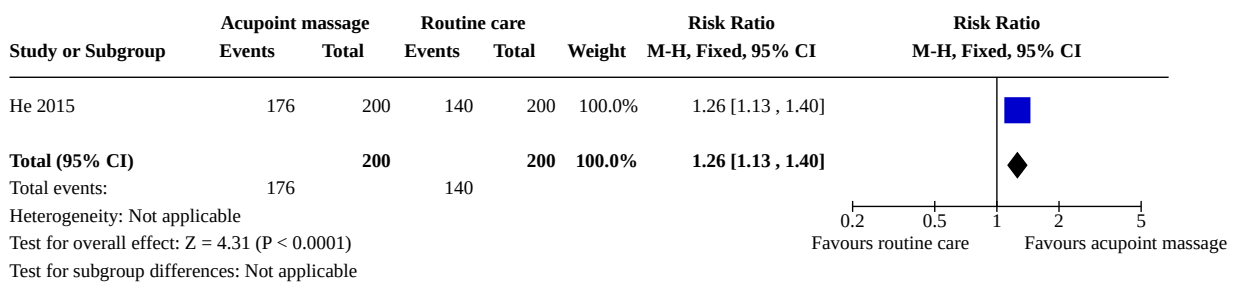 Acupoint massage Routine care Risk Ratio Risk Ratio
Study or Subgroup Events Total Events Total Weight M-H, Fixed, 95% CI M-H, Fixed, 95% CI
He 2015 176 200 140 200 100.0% 1.26 [1.13 , 1.40]
Total (95% CI) 200 200 100.0% 1.26 [1.13 , 1.40]
Total events: 176 140
Heterogeneity: Not applicable
0.2 0.5 1 2 5
Test for overall effect: Z = 4.31 (P < 0.0001) Favours routine care Favours acupoint massage
Test for subgroup differences: Not applicable